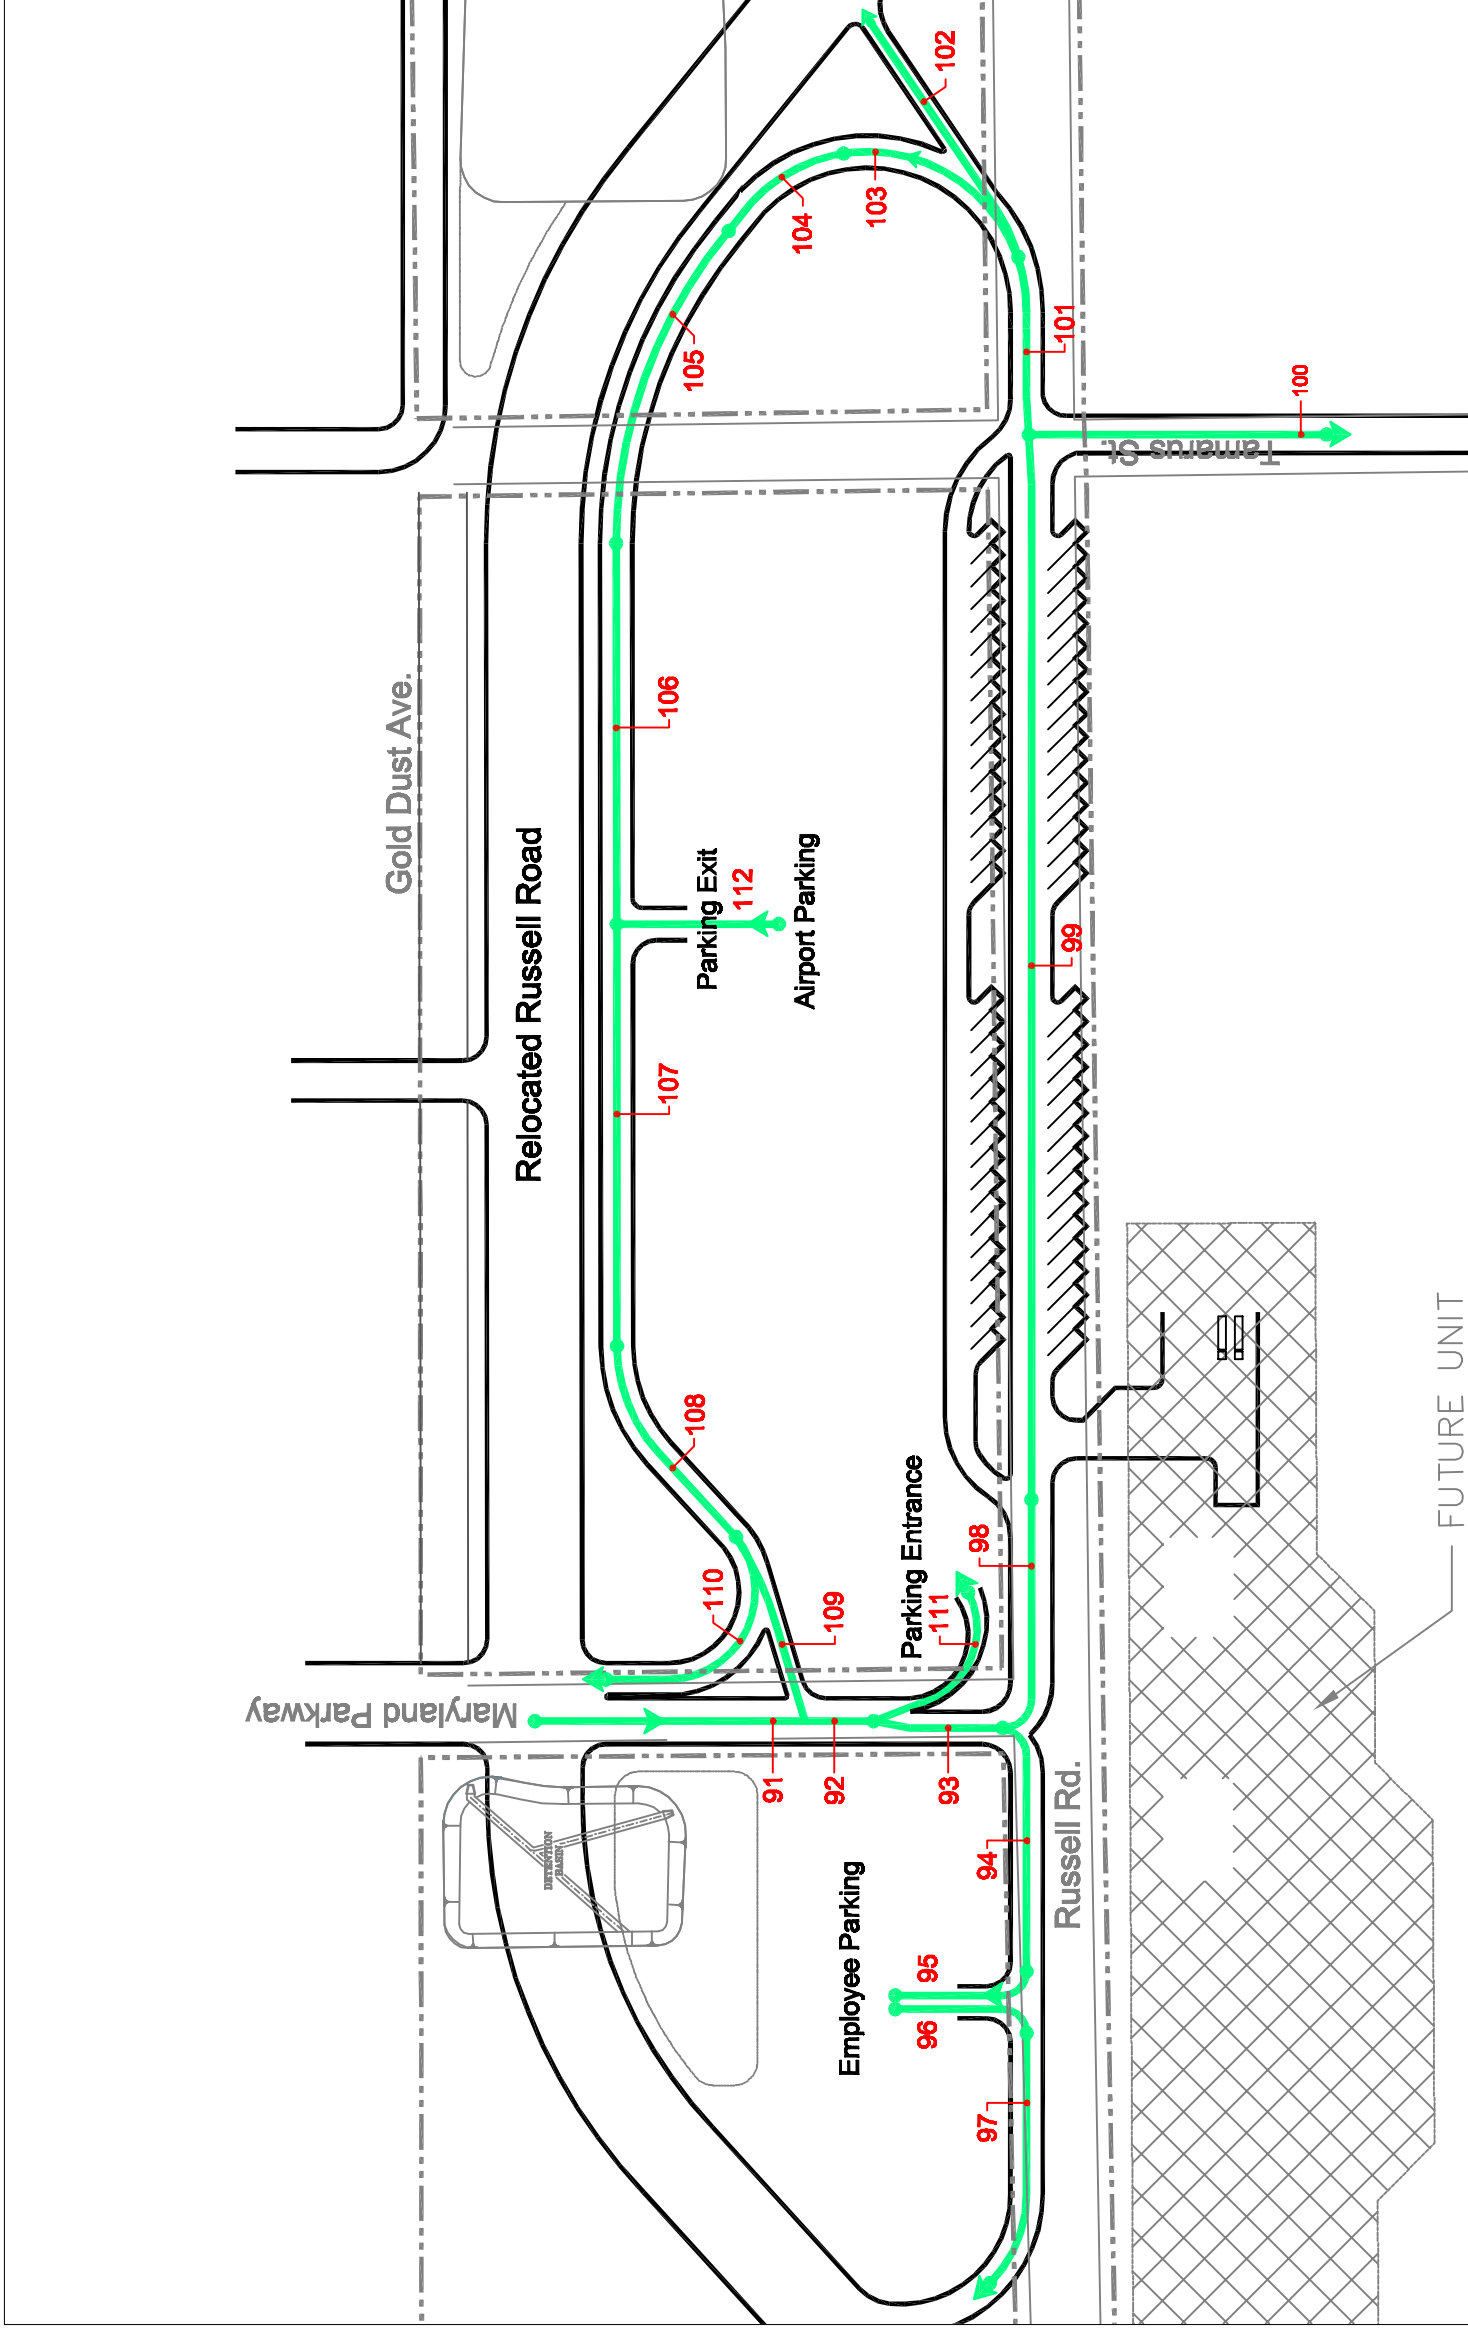 Gold Dust Ave.
Relocated Russell Road
Maryland Parkway
DETENTION
BASIN
Parking Exit
112
Airport Parking
Parking Entrance
111
Employee Parking
95
96
Russell Rd.
Tamarus St.
FUTURE UNIT
102
103
104
105
101
100
106
99
107
108
98
110
109
91
92
93
94
97